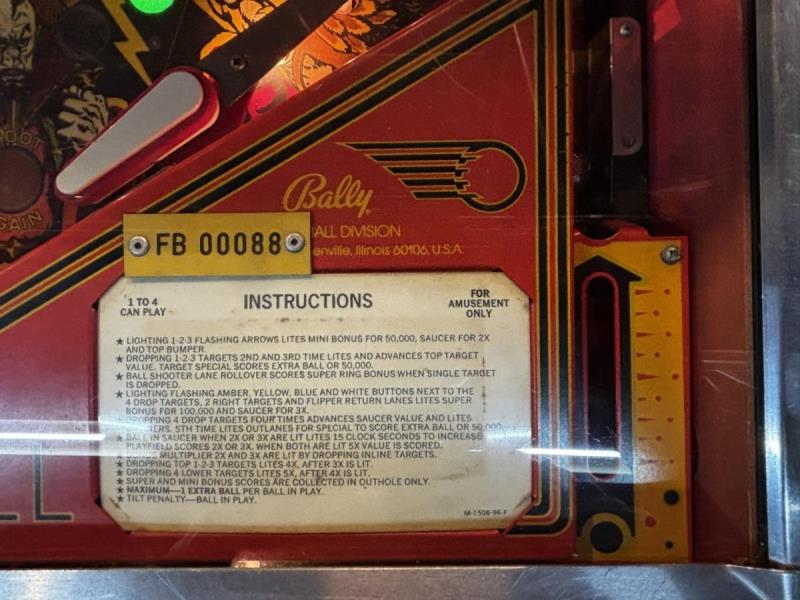 OOT
AGAIN
Bally
ALL DIVISION
enville, Illinois 60106, U.S.A.
FB 00088
1 TO 4
CAN PLAY
INSTRUCTIONS
FOR
AMUSEMENT
ONLY
★ LIGHTING 1-2-3 FLASHING ARROWS LITES MINI BONUS FOR 50,000, SAUCER FOR 2X
AND TOP BUMPER.
★ DROPPING 1-2-3 TARGETS 2ND AND 3RD TIME LITES AND ADVANCES TOP TARGET
VALUE. TARGET SPECIAL SCORES EXTRA BALL OR 50,000.
★ BALL SHOOTER LANE ROLLOVER SCORES SUPER RING BONUS WHEN SINGLE TARGET
IS DROPPED.
★ LIGHTING FLASHING AMBER, YELLOW, BLUE AND WHITE BUTTONS NEXT TO THE
4 DROP TARGETS, 2 RIGHT TARGETS AND FLIPPER RETURN LANES LITES SUPER
BONUS FOR 100,000 AND SAUCER FOR 3X.
DROPPING 4 DROP TARGETS FOUR TIMES ADVANCES SAUCER VALUE AND LITES
5TH TIME LITES OUTLANES FOR SPECIAL TO SCORE EXTRA BALL OR 50,000
★ BALL IN SAUCER WHEN 2X OR 3X ARE LIT LITES 15 CLOCK SECONDS TO INCREASE
PLAYFIELD SCORES 2X OR 3X. WHEN BOTH ARE LIT 5X VALUE IS SCORED.
MULTIPLIER 2X AND 3X ARE LIT BY DROPPING INLINE TARGETS.
★ DROPPING TOP 1-2-3 TARGETS LITES 4X, AFTER 3X IS LIT.
★ DROPPING 4 LOWER TARGETS LITES 5X, AFTER 4X IS LIT.
★ SUPER AND MINI BONUS SCORES ARE COLLECTED IN OUTHOLE ONLY.
★ MAXIMUM—1 EXTRA BALL PER BALL IN PLAY.
★ TILT PENALTY—BALL IN PLAY.
M-1508-96-F